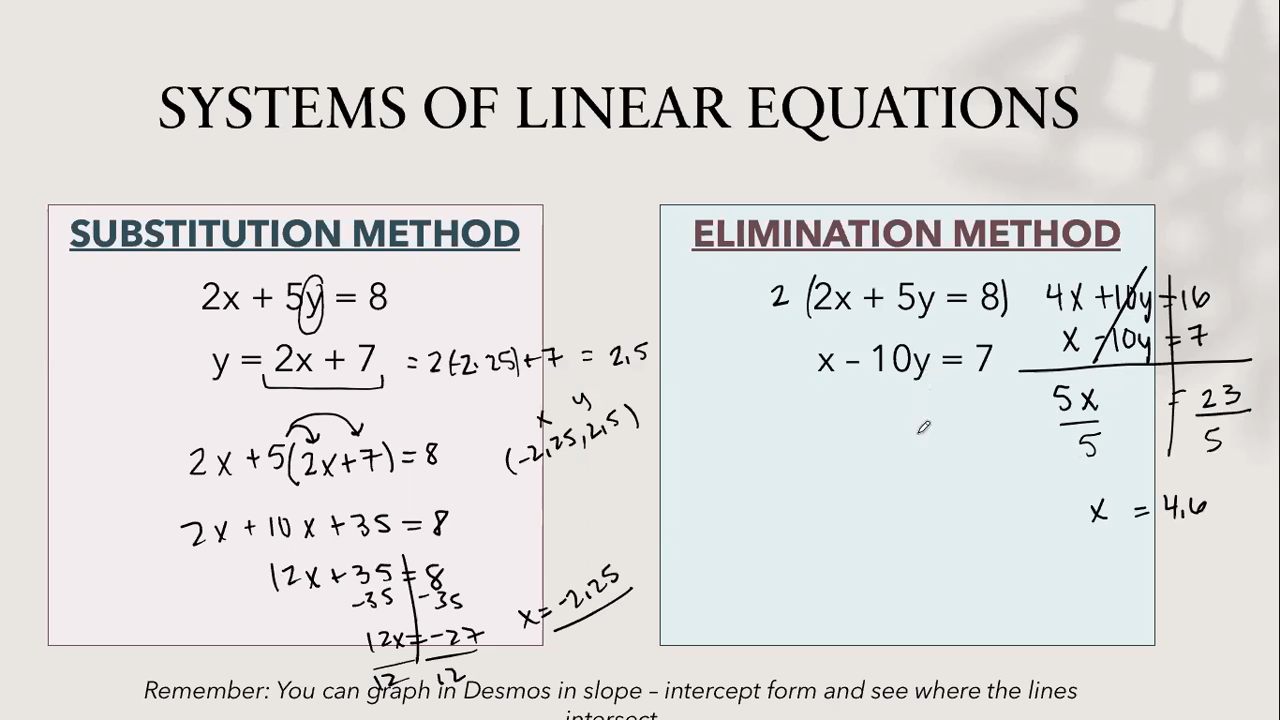 SYSTEMS OF LINEAR EQUATIONS
SUBSTITUTION METHOD
2x + 5y = 8
y = 2x + 7 = 2(-2.25)+7 = 2.5
x y
(-2.25, 2.5)
2x + 5(2x+7) = 8
2x + 10x + 35 = 8
12x + 35 = 8
-35 -35
12x = -27
12 12
x = -2.25
ELIMINATION METHOD
2 (2x + 5y = 8) 4x + 10y = 16
x – 10y = 7 x - 10y = 7
5x = 23
5 5
x = 4.6
Remember: You can graph in Desmos in slope – intercept form and see where the lines
intersect